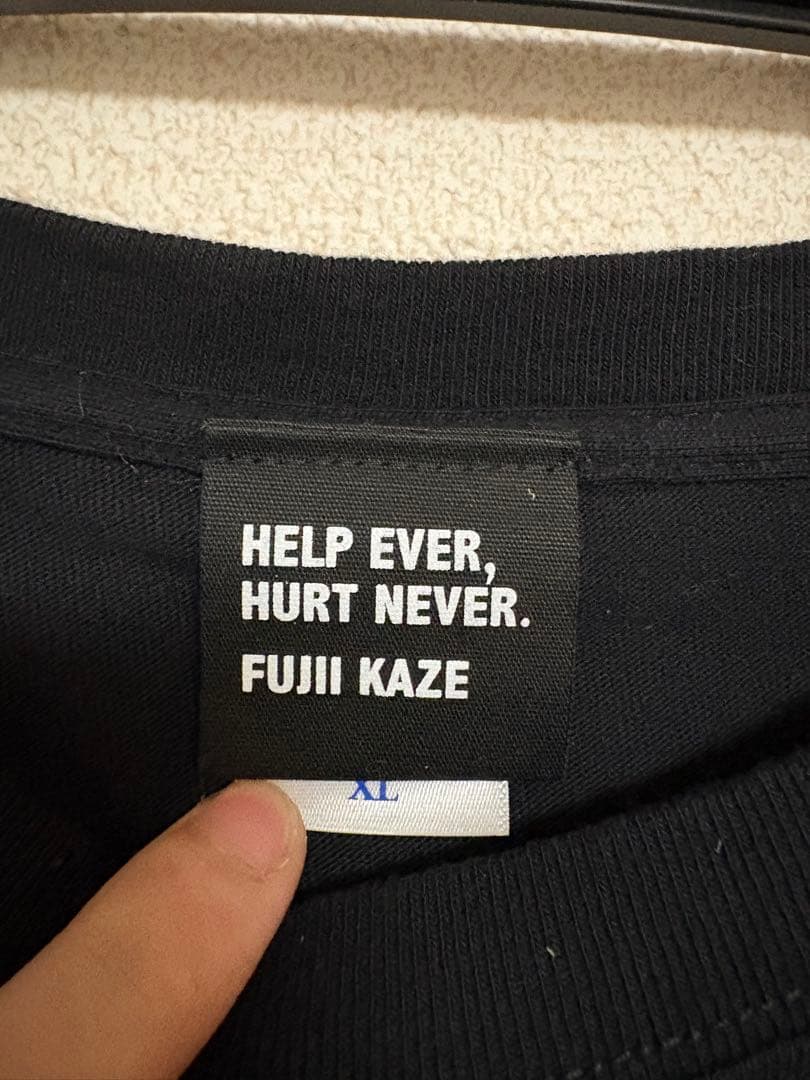 HELP EVER,
HURT NEVER.
FUJII KAZE
XL